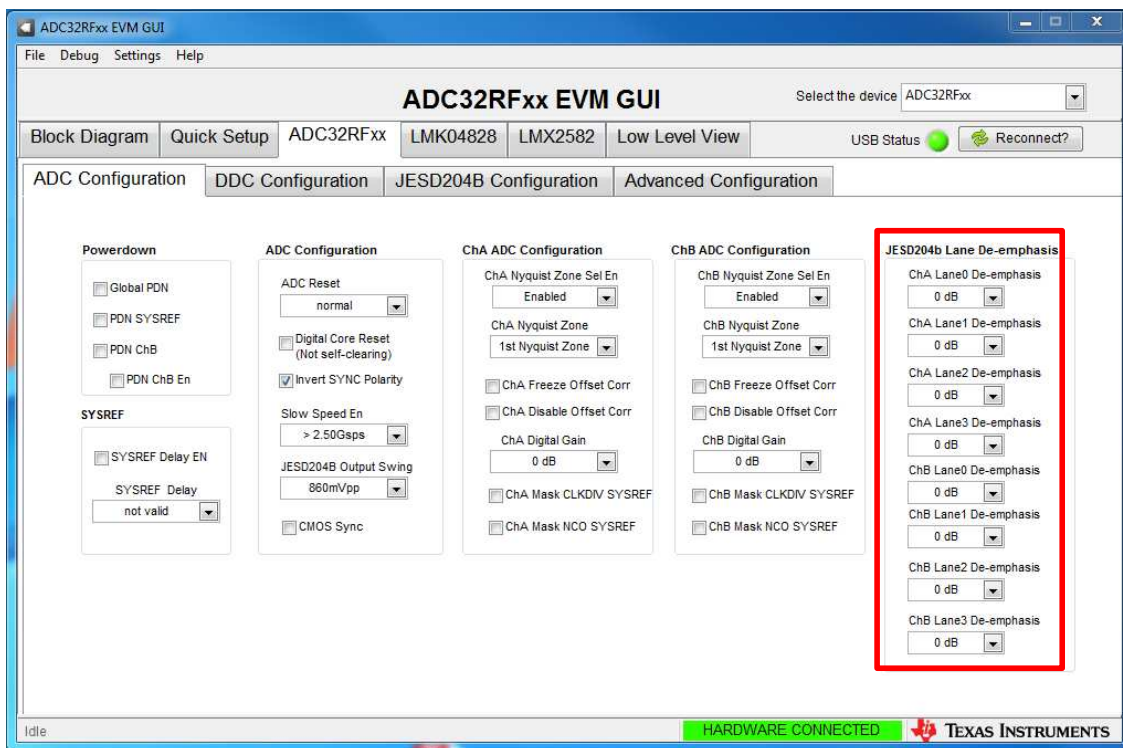 ADC32RFxx EVM GUI
File Debug Settings Help
ADC32RFxx EVM GUI
Select the device ADC32RFxx
Block Diagram Quick Setup ADC32RFxx LMK04828 LMX2582 Low Level View
USB Status Reconnect?
ADC Configuration DDC Configuration JESD204B Configuration Advanced Configuration
Powerdown
Global PDN
PDN SYSREF
PDN ChB
PDN ChB En
SYSREF
SYSREF Delay EN
SYSREF Delay
not valid
ADC Configuration
ADC Reset
normal
Digital Core Reset
(Not self-clearing)
Invert SYNC Polarity
Slow Speed En
> 2.50Gsps
JESD204B Output Swing
860mVpp
CMOS Sync
ChA ADC Configuration
ChA Nyquist Zone Sel En
Enabled
ChA Nyquist Zone
1st Nyquist Zone
ChA Freeze Offset Corr
ChA Disable Offset Corr
ChA Digital Gain
0 dB
ChA Mask CLKDIV SYSREF
ChA Mask NCO SYSREF
ChB ADC Configuration
ChB Nyquist Zone Sel En
Enabled
ChB Nyquist Zone
1st Nyquist Zone
ChB Freeze Offset Corr
ChB Disable Offset Corr
ChB Digital Gain
0 dB
ChB Mask CLKDIV SYSREF
ChB Mask NCO SYSREF
JESD204b Lane De-emphasis
ChA Lane0 De-emphasis
0 dB
ChA Lane1 De-emphasis
0 dB
ChA Lane2 De-emphasis
0 dB
ChA Lane3 De-emphasis
0 dB
ChB Lane0 De-emphasis
0 dB
ChB Lane1 De-emphasis
0 dB
ChB Lane2 De-emphasis
0 dB
ChB Lane3 De-emphasis
0 dB
Idle
HARDWARE CONNECTED
TEXAS INSTRUMENTS